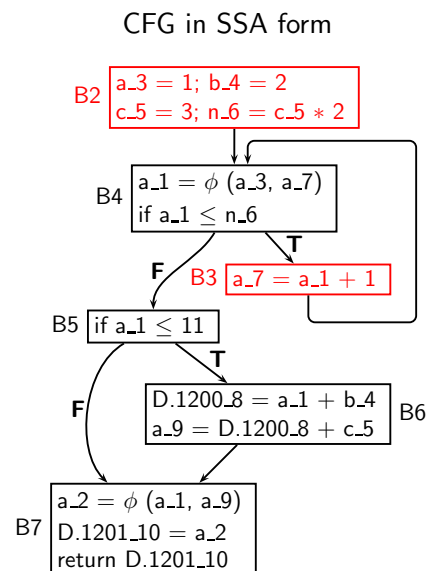 CFG in SSA form
B2
a_3 = 1; b_4 = 2
c_5 = 3; n_6 = c_5 * 2
B4
a_1 = ϕ (a_3, a_7)
if a_1 ≤ n_6
F
T
B3
a_7 = a_1 + 1
B5
if a_1 ≤ 11
F
T
D.1200_8 = a_1 + b_4
a_9 = D.1200_8 + c_5
B6
B7
a_2 = ϕ (a_1, a_9)
D.1201_10 = a_2
return D.1201_10